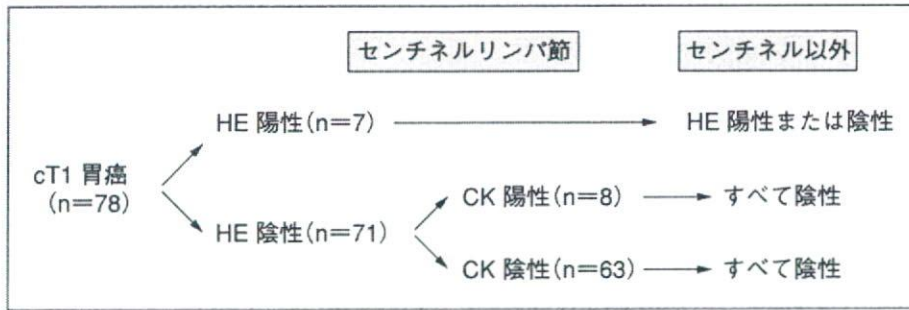 センチネルリンパ節
センチネル以外
HE 陽性(n=7)
HE 陽性または陰性
cT1 胃癌
(n=78)
CK 陽性(n=8)
すべて陰性
HE 陰性(n=71)
CK 陰性(n=63)
すべて陰性